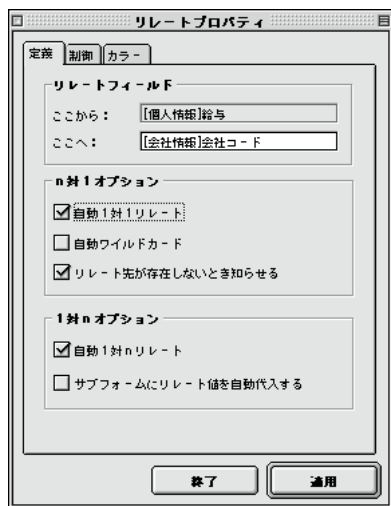 リレートプロパティ
定義 制御 カラー
リレートフィールド
ここから： [個人情報]給与
ここへ： [会社情報]会社コード
n対1オプション
自動1対1リレート
自動ワイルドカード
リレート先が存在しないとき知らせる
1対nオプション
自動1対nリレート
サブフォームにリレート値を自動代入する
終了 適用